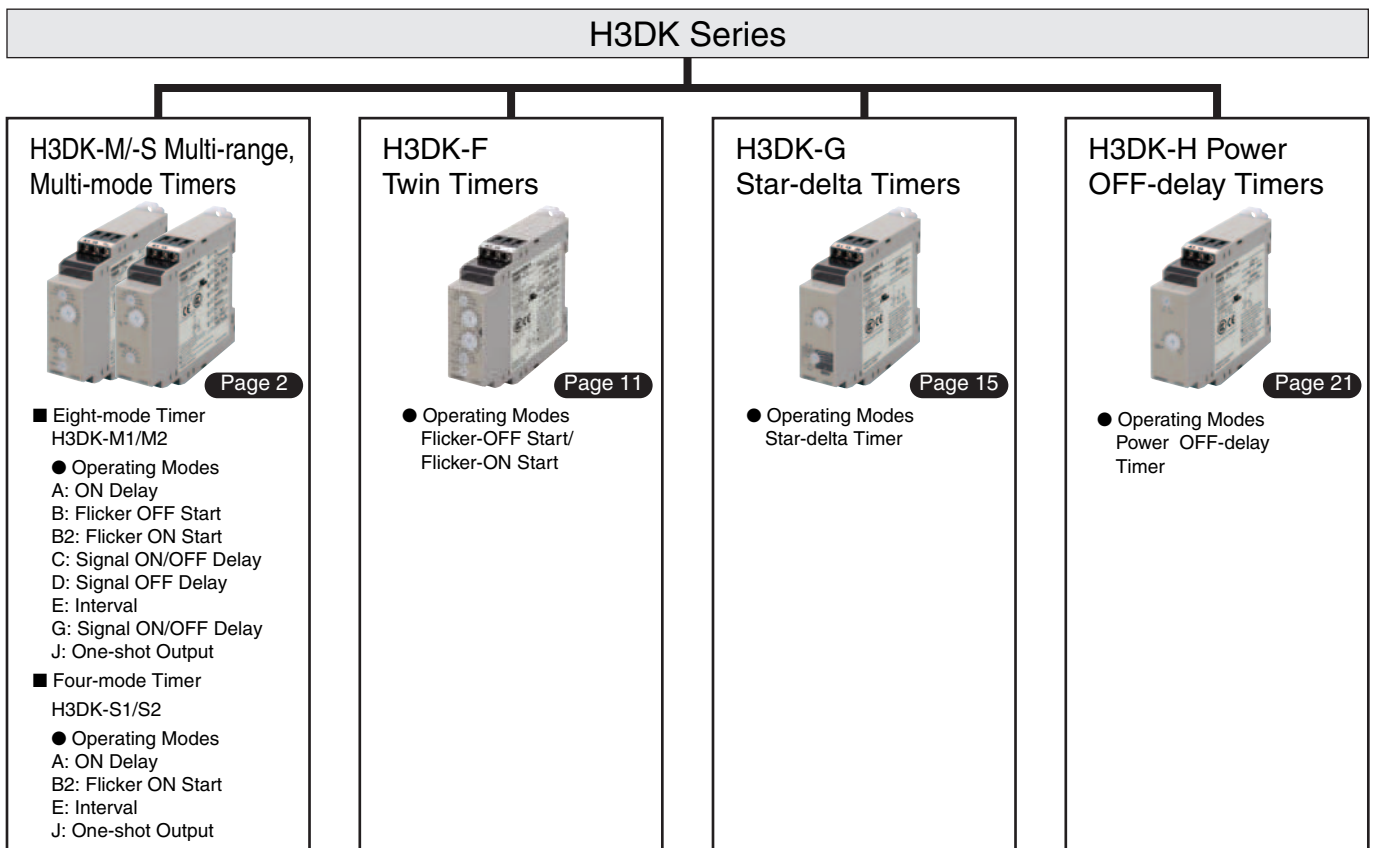 H3DK Series
H3DK-M/-S Multi-range,
Multi-mode Timers
Page 2
■ Eight-mode Timer
H3DK-M1/M2
● Operating Modes
A: ON Delay
B: Flicker OFF Start
B2: Flicker ON Start
C: Signal ON/OFF Delay
D: Signal OFF Delay
E: Interval
G: Signal ON/OFF Delay
J: One-shot Output
■ Four-mode Timer
H3DK-S1/S2
● Operating Modes
A: ON Delay
B2: Flicker ON Start
E: Interval
J: One-shot Output
H3DK-F
Twin Timers
Page 11
● Operating Modes
Flicker-OFF Start/
Flicker-ON Start
H3DK-G
Star-delta Timers
Page 15
● Operating Modes
Star-delta Timer
H3DK-H Power
OFF-delay Timers
Page 21
● Operating Modes
Power OFF-delay
Timer